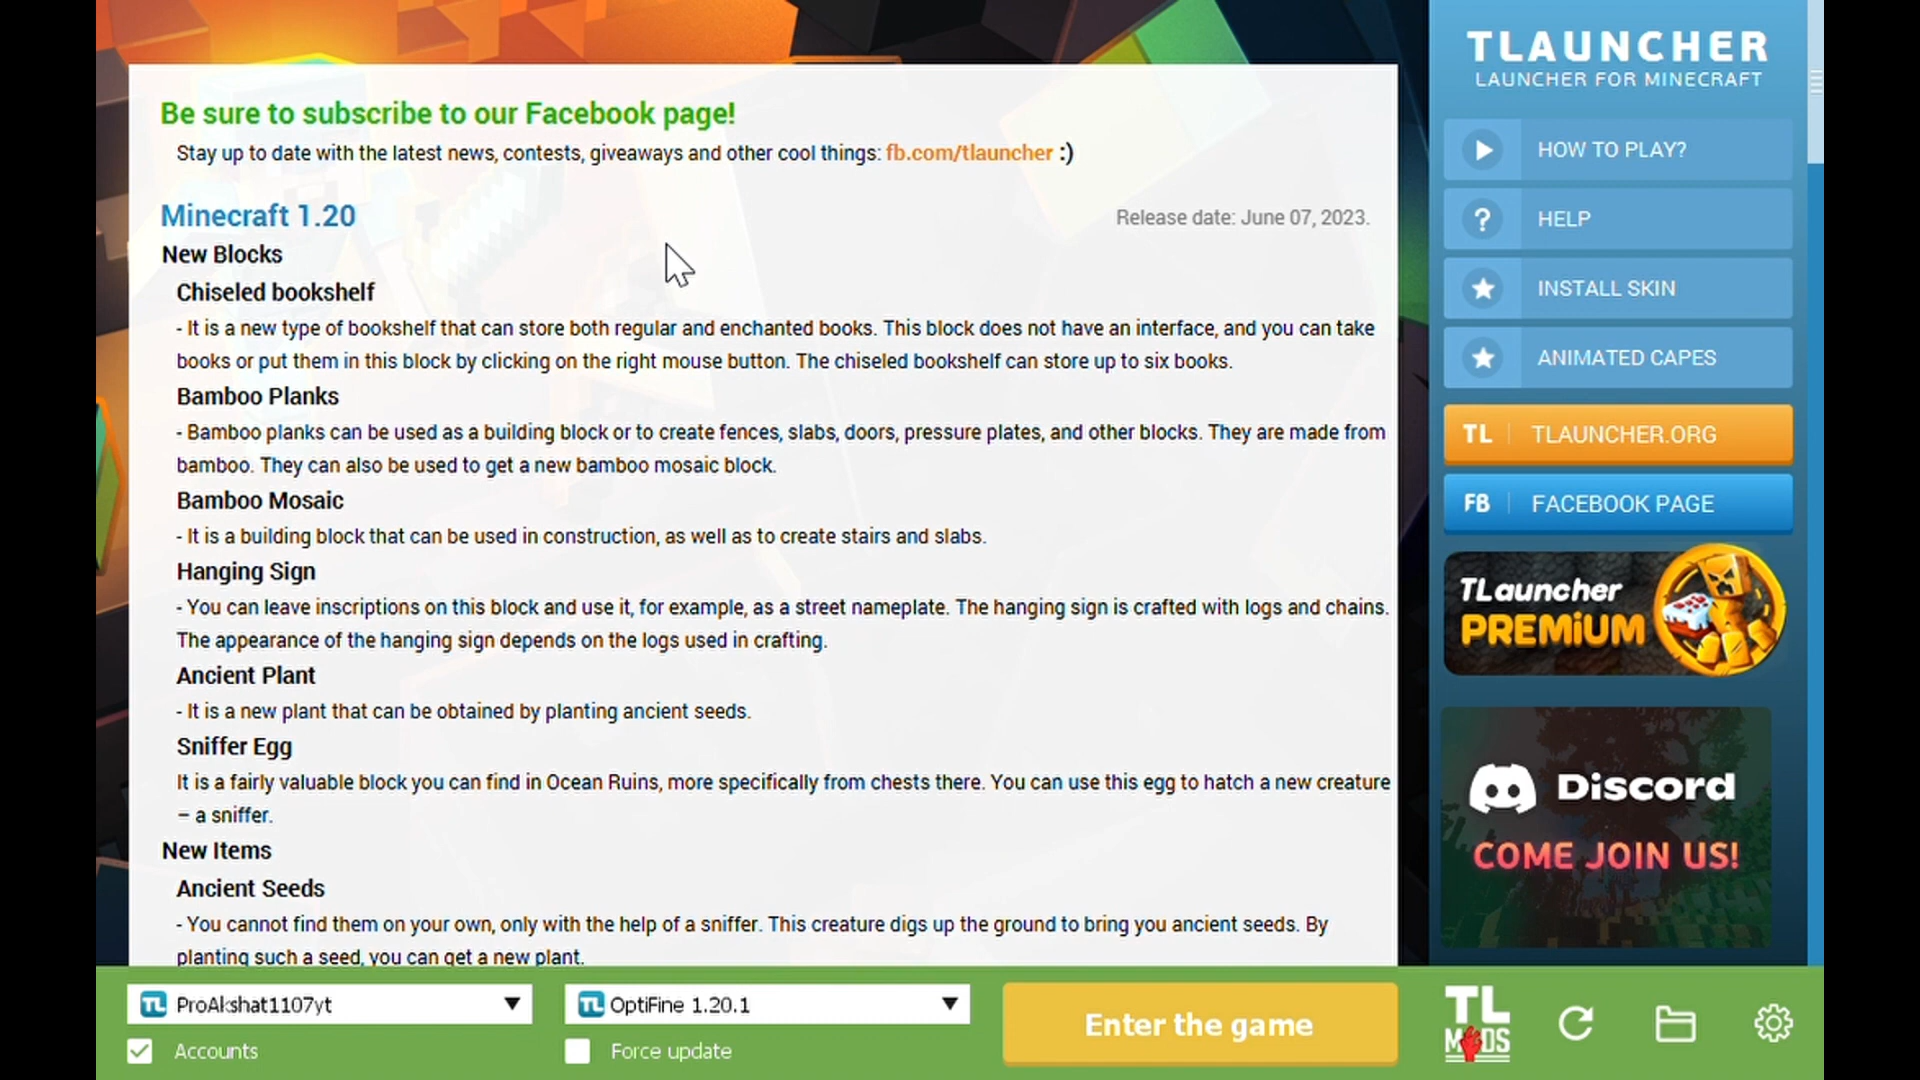 Be sure to subscribe to our Facebook page!
Stay up to date with the latest news, contests, giveaways and other cool things: fb.com/tlauncher :)
Minecraft 1.20
Release date: June 07, 2023.
New Blocks
Chiseled bookshelf
- It is a new type of bookshelf that can store both regular and enchanted books. This block does not have an interface, and you can take
books or put them in this block by clicking on the right mouse button. The chiseled bookshelf can store up to six books.
Bamboo Planks
- Bamboo planks can be used as a building block or to create fences, slabs, doors, pressure plates, and other blocks. They are made from
bamboo. They can also be used to get a new bamboo mosaic block.
Bamboo Mosaic
- It is a building block that can be used in construction, as well as to create stairs and slabs.
Hanging Sign
- You can leave inscriptions on this block and use it, for example, as a street nameplate. The hanging sign is crafted with logs and chains.
The appearance of the hanging sign depends on the logs used in crafting.
Ancient Plant
- It is a new plant that can be obtained by planting ancient seeds.
Sniffer Egg
It is a fairly valuable block you can find in Ocean Ruins, more specifically from chests there. You can use this egg to hatch a new creature
– a sniffer.
New Items
Ancient Seeds
- You cannot find them on your own, only with the help of a sniffer. This creature digs up the ground to bring you ancient seeds. By
planting such a seed, you can get a new plant.
TLAUNCHER
LAUNCHER FOR MINECRAFT
HOW TO PLAY?
? HELP
INSTALL SKIN
ANIMATED CAPES
TL TLAUNCHER.ORG
FB FACEBOOK PAGE
TLauncher
PREMiUM
Discord
COME JOIN US!
TL ProAkshat1107yt
TL OptiFine 1.20.1
Enter the game
TL
MODS
Accounts
Force update